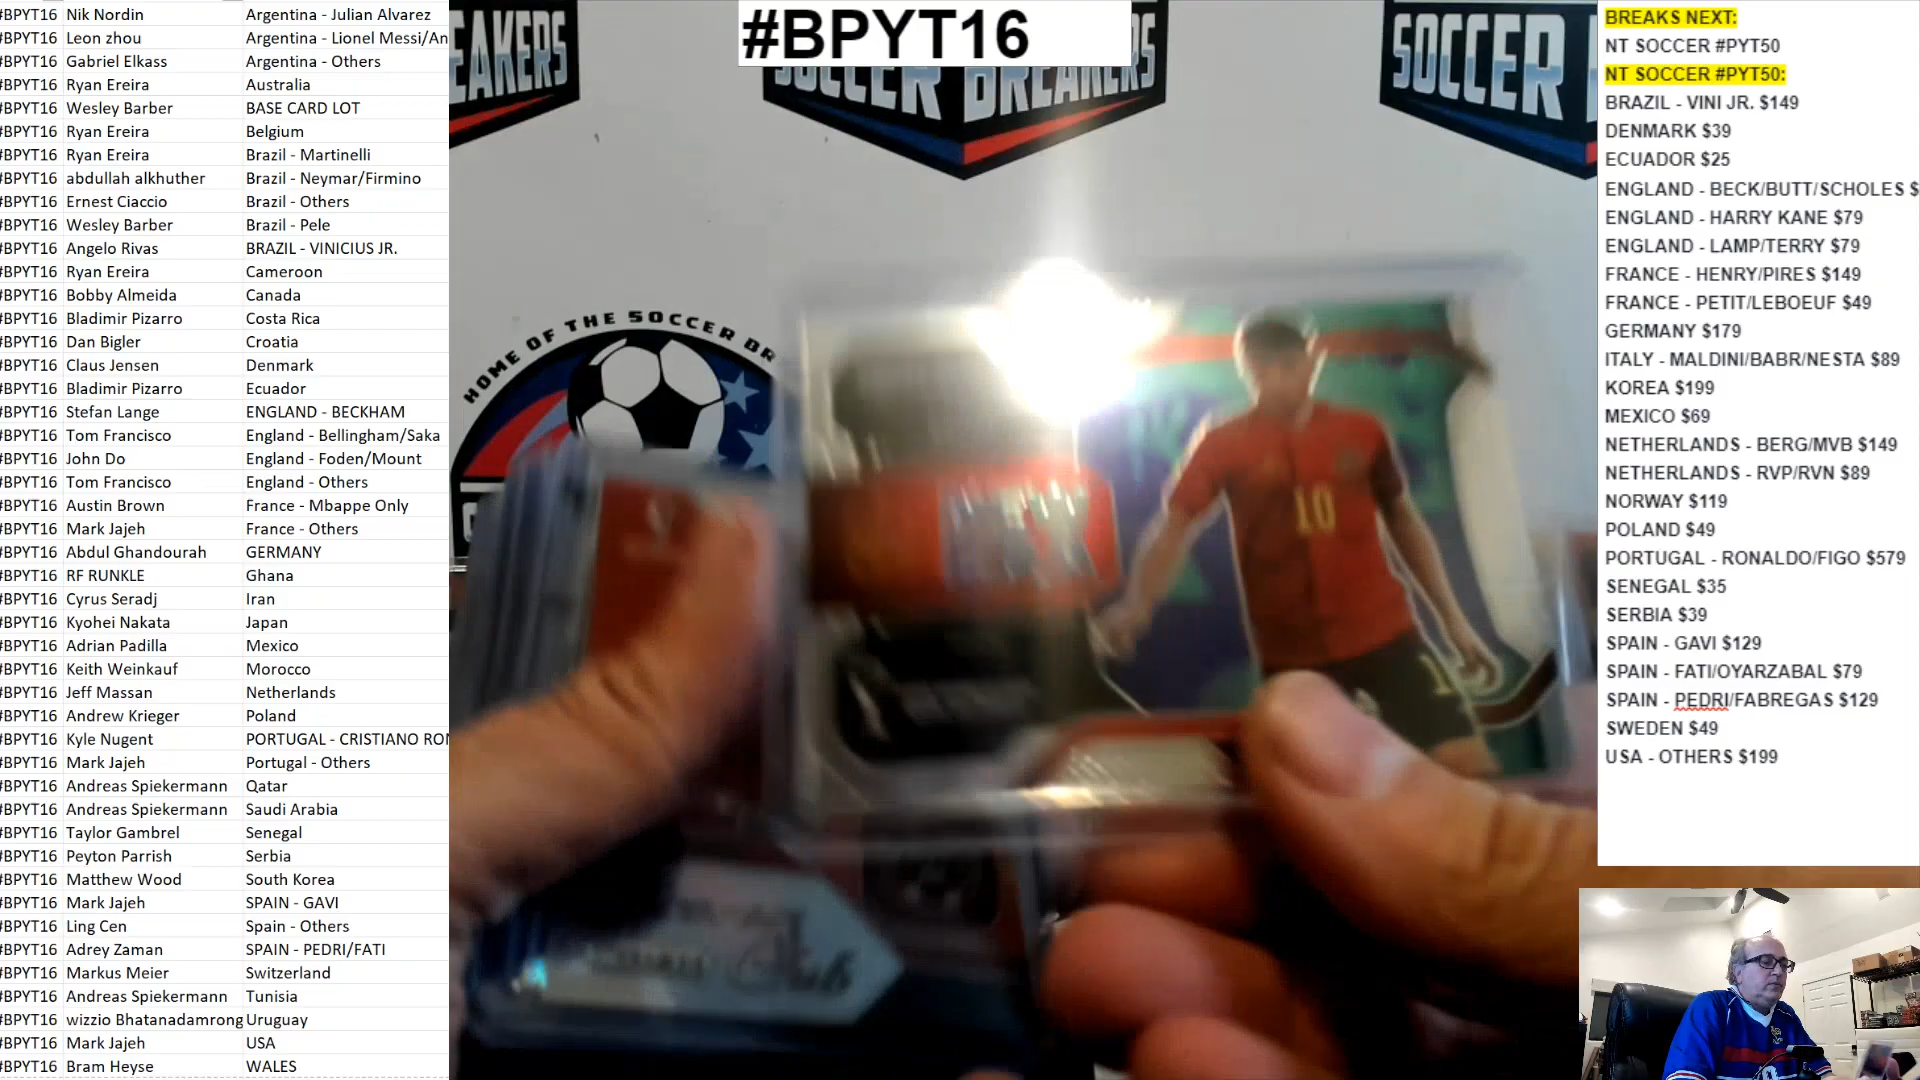 #BPYT16 Nik Nordin Argentina - Julian Alvarez
#BPYT16 Leon zhou Argentina - Lionel Messi/An
#BPYT16 Gabriel Elkass Argentina - Others
#BPYT16 Ryan Ereira Australia
#BPYT16 Wesley Barber BASE CARD LOT
#BPYT16 Ryan Ereira Belgium
#BPYT16 Ryan Ereira Brazil - Martinelli
#BPYT16 abdullah alkhuther Brazil - Neymar/Firmino
#BPYT16 Ernest Ciaccio Brazil - Others
#BPYT16 Wesley Barber Brazil - Pele
#BPYT16 Angelo Rivas BRAZIL - VINICIUS JR.
#BPYT16 Ryan Ereira Cameroon
#BPYT16 Bobby Almeida Canada
#BPYT16 Bladimir Pizarro Costa Rica
#BPYT16 Dan Bigler Croatia
#BPYT16 Claus Jensen Denmark
#BPYT16 Bladimir Pizarro Ecuador
#BPYT16 Stefan Lange ENGLAND - BECKHAM
#BPYT16 Tom Francisco England - Bellingham/Saka
#BPYT16 John Do England - Foden/Mount
#BPYT16 Tom Francisco England - Others
#BPYT16 Austin Brown France - Mbappe Only
#BPYT16 Mark Jajeh France - Others
#BPYT16 Abdul Ghandourah GERMANY
#BPYT16 RF RUNKLE Ghana
#BPYT16 Cyrus Seradj Iran
#BPYT16 Kyohei Nakata Japan
#BPYT16 Adrian Padilla Mexico
#BPYT16 Keith Weinkauf Morocco
#BPYT16 Jeff Massan Netherlands
#BPYT16 Andrew Krieger Poland
#BPYT16 Kyle Nugent PORTUGAL - CRISTIANO RON
#BPYT16 Mark Jajeh Portugal - Others
#BPYT16 Andreas Spiekermann Qatar
#BPYT16 Andreas Spiekermann Saudi Arabia
#BPYT16 Taylor Gambrel Senegal
#BPYT16 Peyton Parrish Serbia
#BPYT16 Matthew Wood South Korea
#BPYT16 Mark Jajeh SPAIN - GAVI
#BPYT16 Ling Cen Spain - Others
#BPYT16 Adrey Zaman SPAIN - PEDRI/FATI
#BPYT16 Markus Meier Switzerland
#BPYT16 Andreas Spiekermann Tunisia
#BPYT16 wizzio Bhatanadamrong Uruguay
#BPYT16 Mark Jajeh USA
#BPYT16 Bram Heyse WALES
#BPYT16
EAKERS
SOCCER BREAKERS
SOCCER
HOME OF THE SOCCER BR
10
BREAKS NEXT:
NT SOCCER #PYT50
NT SOCCER #PYT50:
BRAZIL - VINI JR. $149
DENMARK $39
ECUADOR $25
ENGLAND - BECK/BUTT/SCHOLES $
ENGLAND - HARRY KANE $79
ENGLAND - LAMP/TERRY $79
FRANCE - HENRY/PIRES $149
FRANCE - PETIT/LEBOEUF $49
GERMANY $179
ITALY - MALDINI/BABR/NESTA $89
KOREA $199
MEXICO $69
NETHERLANDS - BERG/MVB $149
NETHERLANDS - RVP/RVN $89
NORWAY $119
POLAND $49
PORTUGAL - RONALDO/FIGO $579
SENEGAL $35
SERBIA $39
SPAIN - GAVI $129
SPAIN - FATI/OYARZABAL $79
SPAIN - PEDRI/FABREGAS $129
SWEDEN $49
USA - OTHERS $199